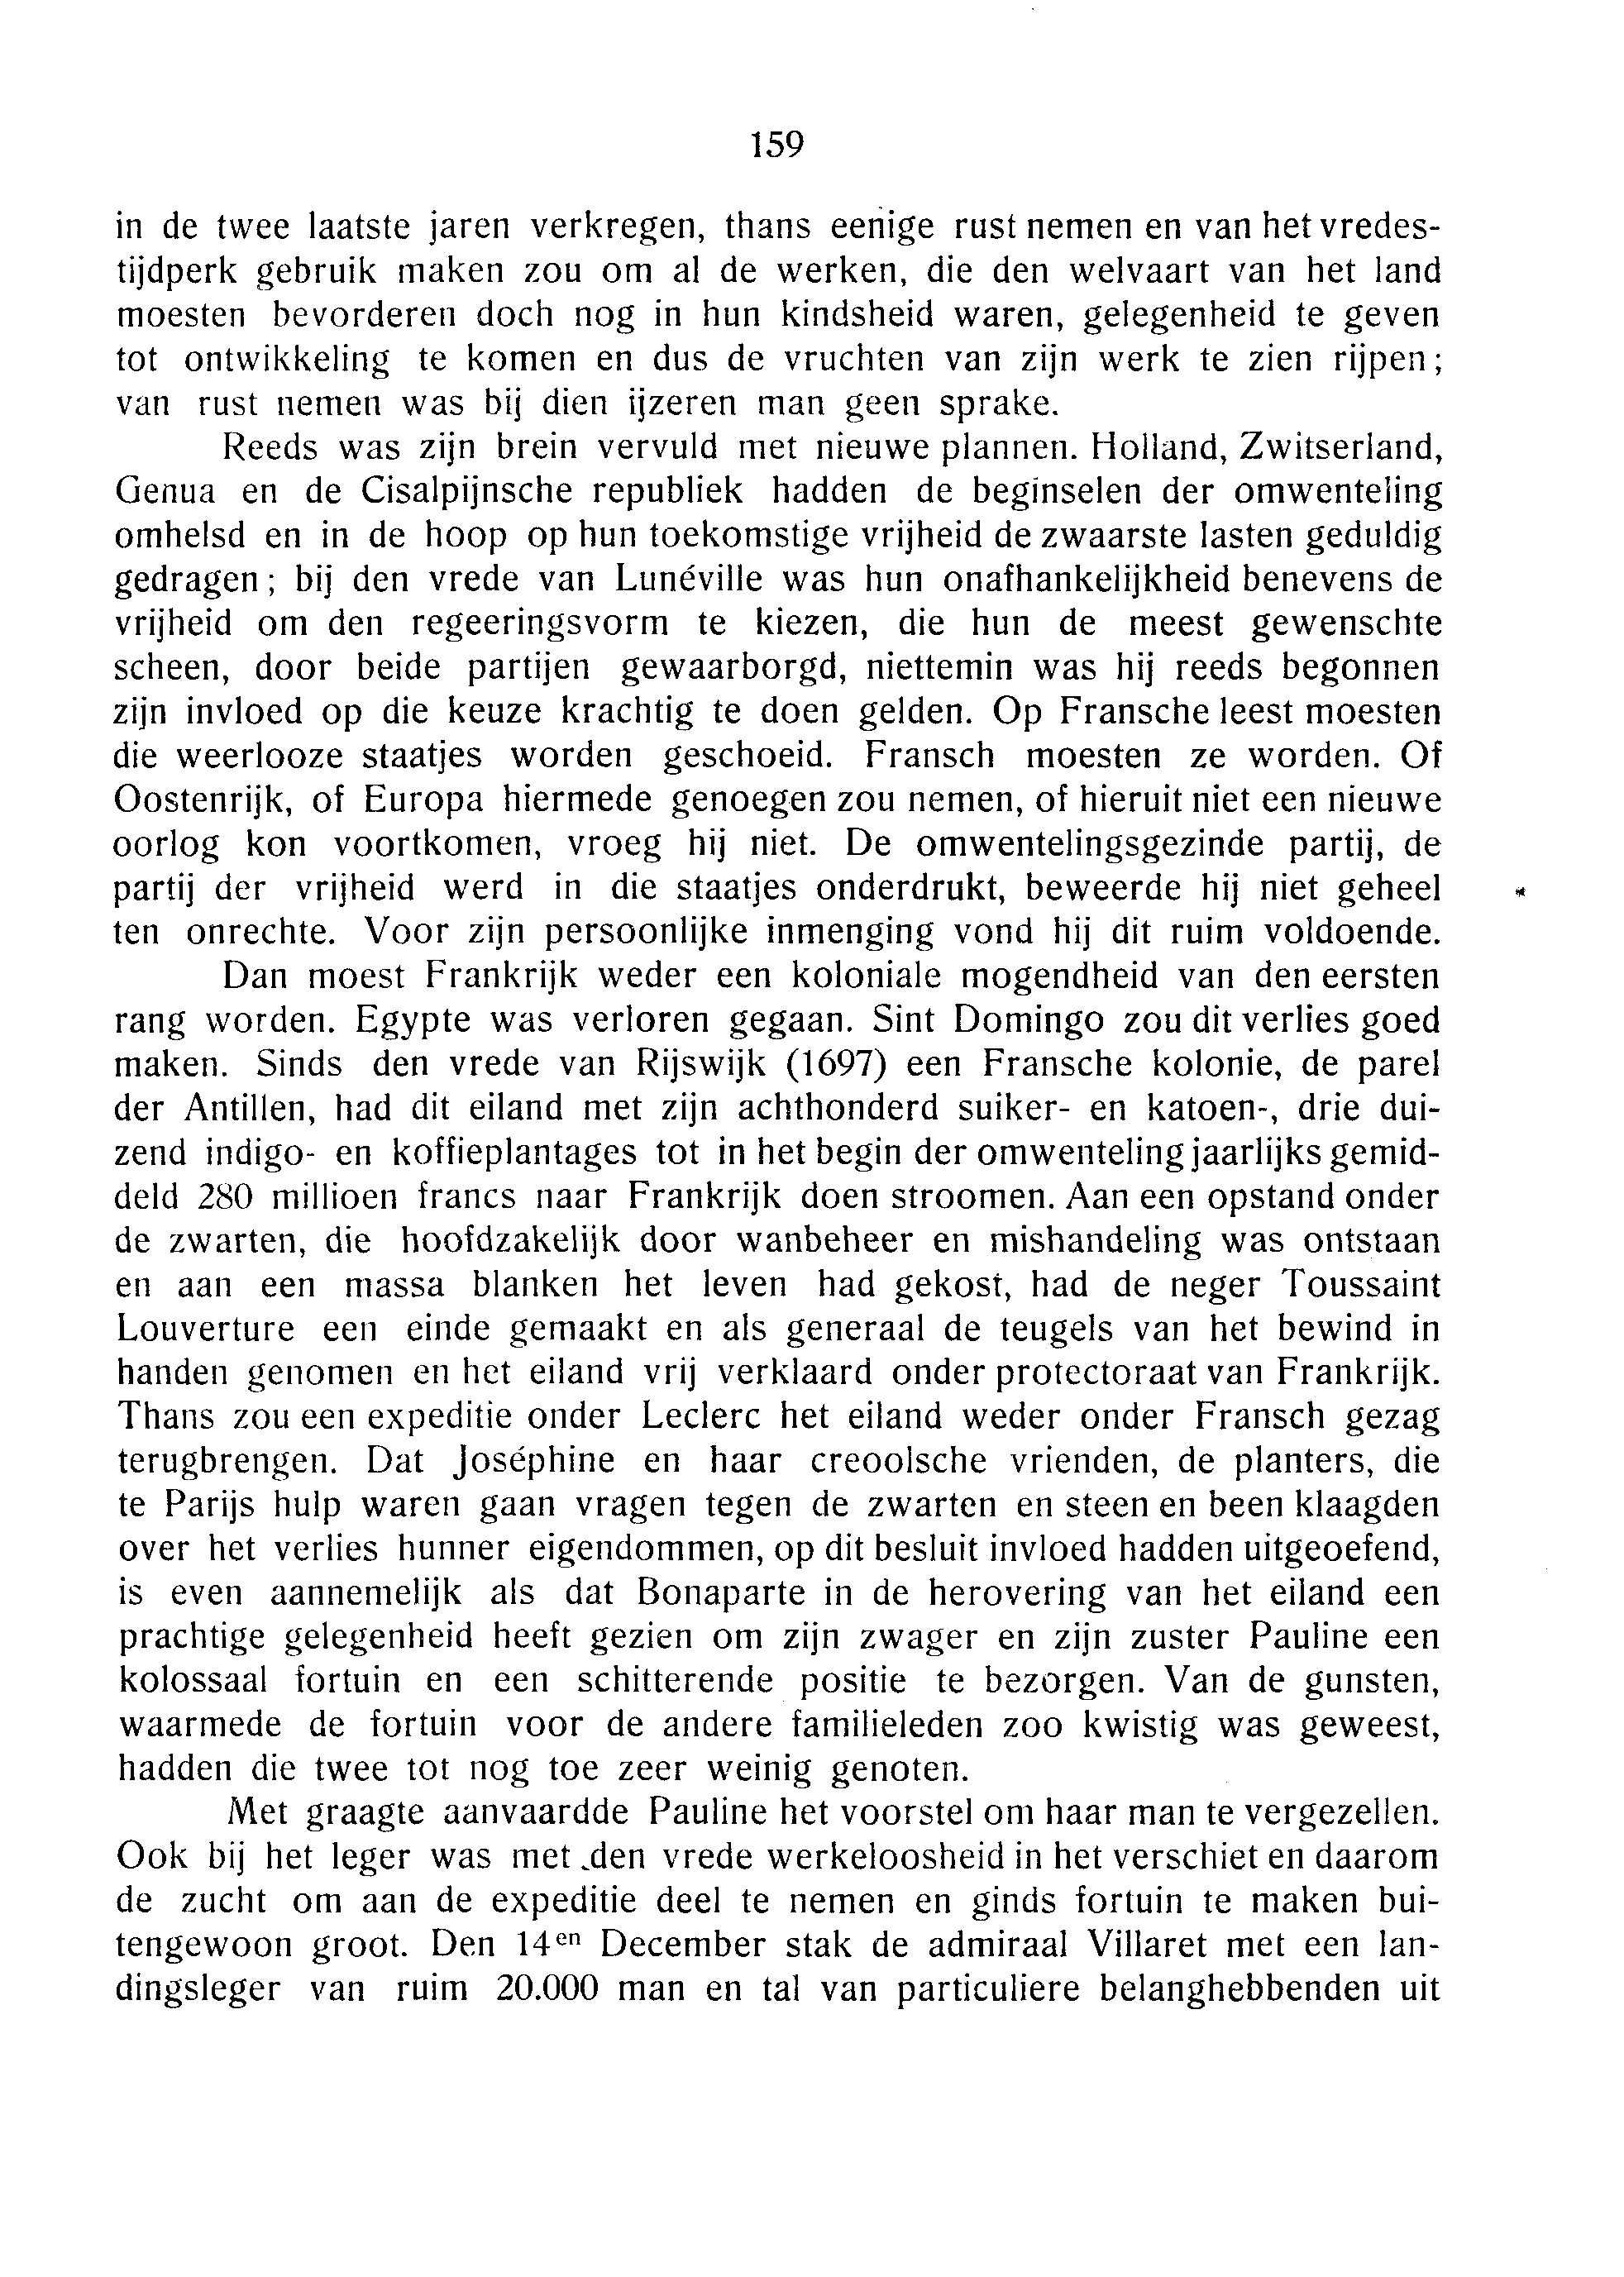 159
in de twee laatste jaren verkregen, thans eenige rust nemen en van het vredes-
tijdperk gebruik maken zou om al de werken, die den welvaart van het land
moesten bevorderen doch nog in hun kindsheid waren, gelegenheid te geven
tot ontwikkeling te komen en dus de vruchten van zijn werk te zien rijpen;
van rust nemen was bij dien ijzeren man geen sprake.
Reeds was zijn brein vervuld met nieuwe plannen. Holland, Zwitserland,
Genua en de Cisalpijnsche republiek hadden de beginselen der omwenteling
omhelsd en in de hoop op hun toekomstige vrijheid de zwaarste lasten geduldig
gedragen; bij den vrede van Lunéville was hun onafhankelijkheid benevens de
vrijheid om den regeeringsvorm te kiezen, die hun de meest gewenschte
scheen, door beide partijen gewaarborgd, niettemin was hij reeds begonnen
zijn invloed op die keuze krachtig te doen gelden. Op Fransche leest moesten
die weerlooze staatjes worden geschoeid. Fransch moesten ze worden. Of
Oostenrijk, of Europa hiermede genoegen zou nemen, of hieruit niet een nieuwe
oorlog kon voortkomen, vroeg hij niet. De omwentelingsgezinde partij, de
partij der vrijheid werd in die staatjes onderdrukt, beweerde hij niet geheel
ten onrechte. Voor zijn persoonlijke inmenging vond hij dit ruim voldoende.
Dan moest Frankrijk weder een koloniale mogendheid van den eersten
rang worden. Egypte was verloren gegaan. Sint Domingo zou dit verlies goed
maken. Sinds den vrede van Rijswijk (1697) een Fransche kolonie, de parel
der Antillen, had dit eiland met zijn achthonderd suiker- en katoen-, drie dui-
zend indigo- en koffieplantages tot in het begin der omwenteling jaarlijks gemid-
deld 280 millioen francs naar Frankrijk doen stroomen. Aan een opstand onder
de zwarten, die hoofdzakelijk door wanbeheer en mishandeling was ontstaan
en aan een massa blanken het leven had gekost, had de neger Toussaint
Louverture een einde gemaakt en als generaal de teugels van het bewind in
handen genomen en het eiland vrij verklaard onder protectoraat van Frankrijk.
Thans zou een expeditie onder Leclerc het eiland weder onder Fransch gezag
terugbrengen. Dat Joséphine en haar creoolsche vrienden, de planters, die
te Parijs hulp waren gaan vragen tegen de zwarten en steen en been klaagden
over het verlies hunner eigendommen, op dit besluit invloed hadden uitgeoefend,
is even aannemelijk als dat Bonaparte in de herovering van het eiland een
prachtige gelegenheid heeft gezien om zijn zwager en zijn zuster Pauline een
kolossaal fortuin en een schitterende positie te bezorgen. Van de gunsten,
waarmede de fortuin voor de andere familieleden zoo kwistig was geweest,
hadden die twee tot nog toe zeer weinig genoten.
Met graagte aanvaardde Pauline het voorstel om haar man te vergezellen.
Ook bij het leger was met den vrede werkeloosheid in het verschiet en daarom
de zucht om aan de expeditie deel te nemen en ginds fortuin te maken bui-
tengewoon groot. Den 14en December stak de admiraal Villaret met een lan-
dingsleger van ruim 20.000 man en tal van particuliere belanghebbenden uit